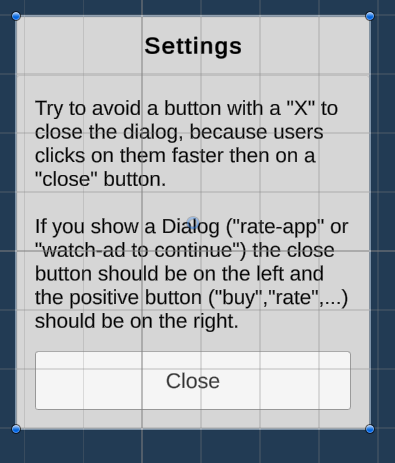 Settings
Try to avoid a button with a "X" to
close the dialog, because users
clicks on them faster then on a
"close" button.
If you show a Dialog ("rate-app" or
"watch-ad to continue") the close
button should be on the left and
the positive button ("buy","rate",...)
should be on the right.
Close